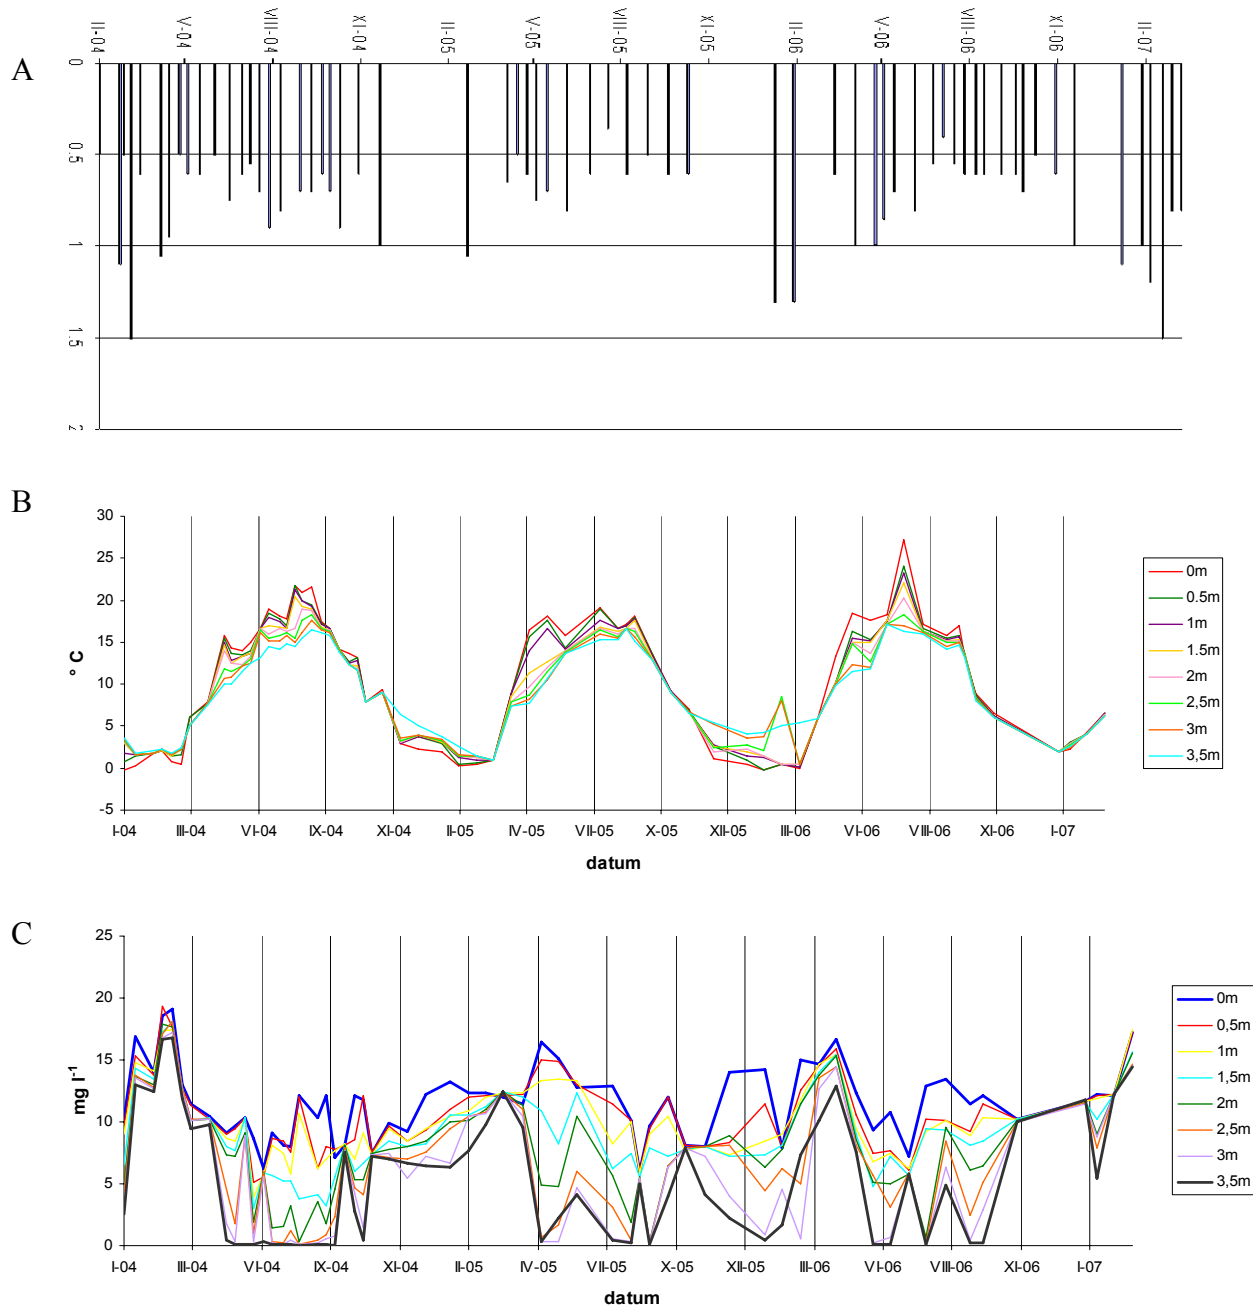 II-04 V-04 VIII-04 XI-04 II-05 V-05 VIII-05 XI-05 II-06 V-06 VIII-06 XI-06 II-07
A
0
0.5
1
1.5
2
B
30
25
20
15
10
5
0
-5
° C
I-04 III-04 VI-04 IX-04 XI-04 II-05 IV-05 VII-05 X-05 XII-05 III-06 VI-06 VIII-06 XI-06 I-07
datum
0m
0.5m
1m
1.5m
2m
2,5m
3m
3,5m
C
25
20
15
10
5
0
mg l-1
I-04 III-04 VI-04 IX-04 XI-04 II-05 IV-05 VII-05 X-05 XII-05 III-06 VI-06 VIII-06 XI-06 I-07
datum
0m
0,5m
1m
1,5m
2m
2,5m
3m
3,5m